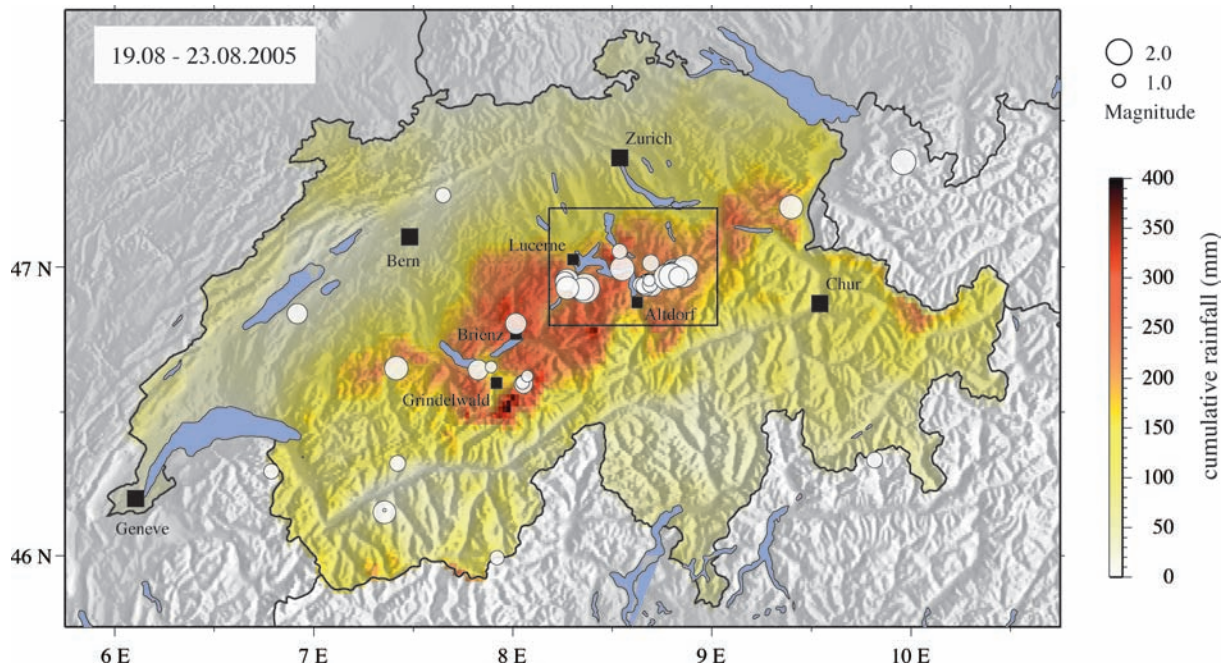 19.08 - 23.08.2005
2.0
1.0
Magnitude
Zurich
Lucerne
Bern
Chur
Altdorf
Brienz
Grindelwald
Geneve
47 N
46 N
6 E
7 E
8 E
9 E
10 E
400
350
300
250
200
150
100
50
0
cumulative rainfall (mm)